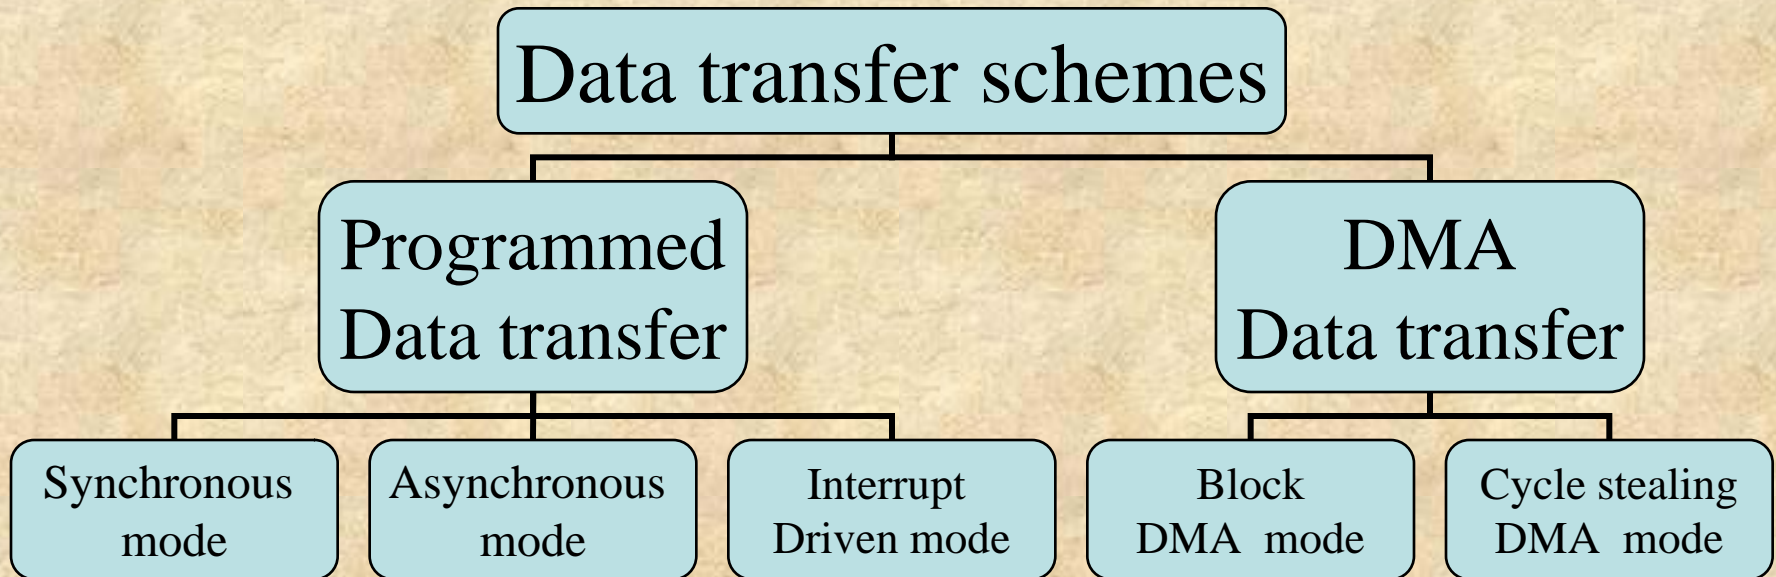 Data transfer schemes
Programmed
Data transfer
DMA
Data transfer
Synchronous
mode
Asynchronous
mode
Interrupt
Driven mode
Block
DMA mode
Cycle stealing
DMA mode